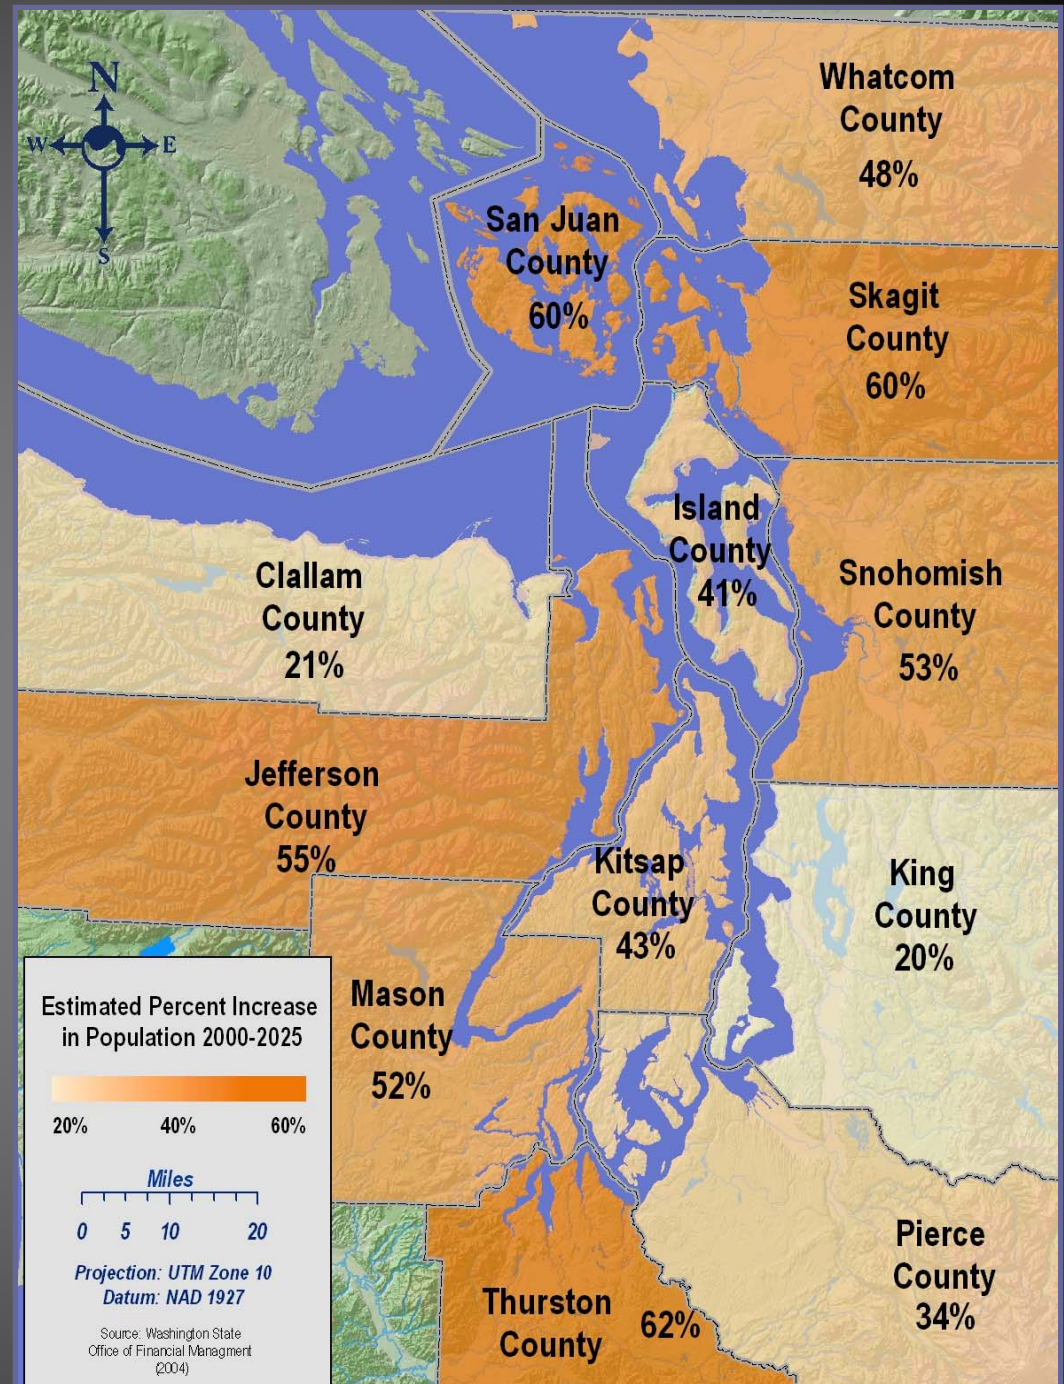 N
W
E
S
Whatcom
County
48%
San Juan
County
60%
Skagit
County
60%
Island
County
41%
Clallam
County
21%
Snohomish
County
53%
Jefferson
County
55%
Kitsap
County
43%
King
County
20%
Mason
County
52%
Pierce
County
34%
Thurston
County
62%
Estimated Percent Increase
in Population 2000-2025
20% 40% 60%
Miles
0 5 10 20
Projection: UTM Zone 10
Datum: NAD 1927
Source: Washington State
Office of Financial Managment
(2004)